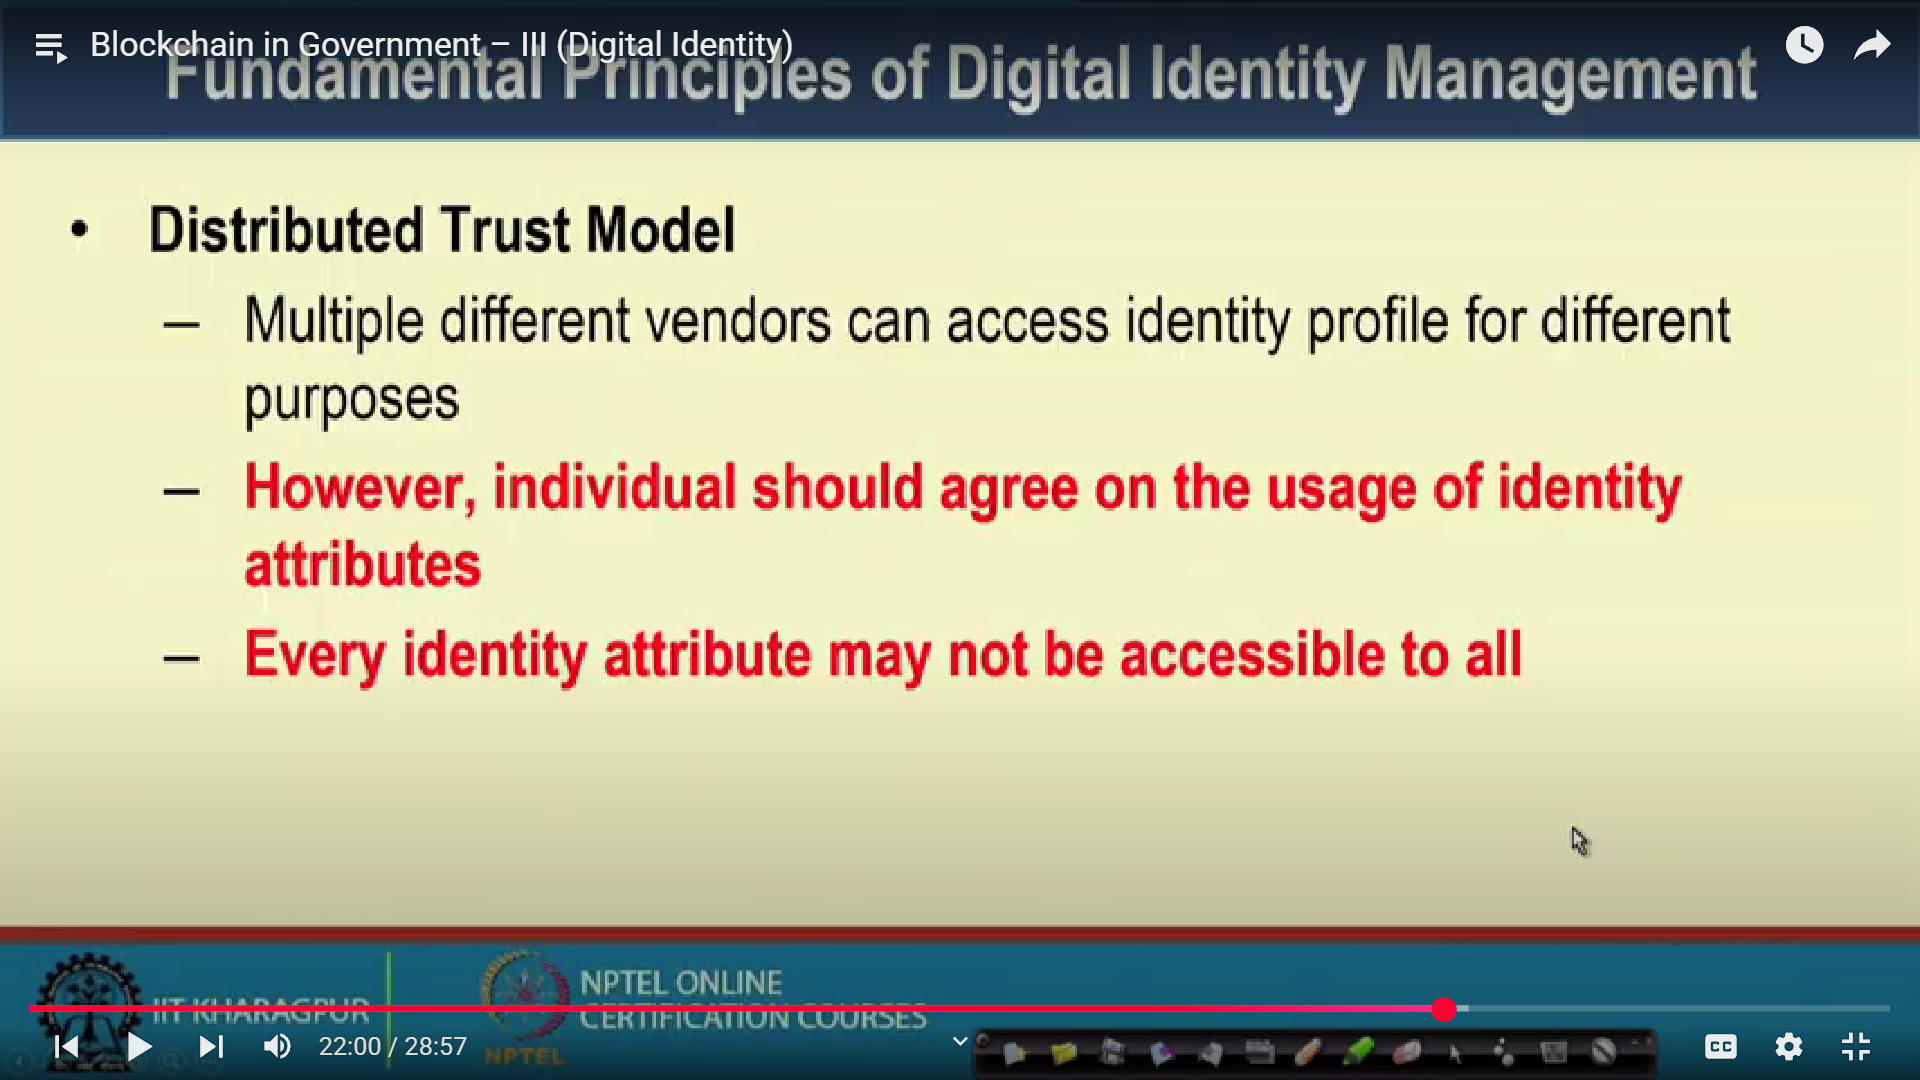 Blockchain in Government – III (Digital Identity)
Fundamental Principles of Digital Identity Management
• Distributed Trust Model
– Multiple different vendors can access identity profile for different
purposes
– However, individual should agree on the usage of identity
attributes
– Every identity attribute may not be accessible to all
IIT KHARAGPUR
NPTEL
NPTEL ONLINE
CERTIFICATION COURSES
22:00 / 28:57
CC